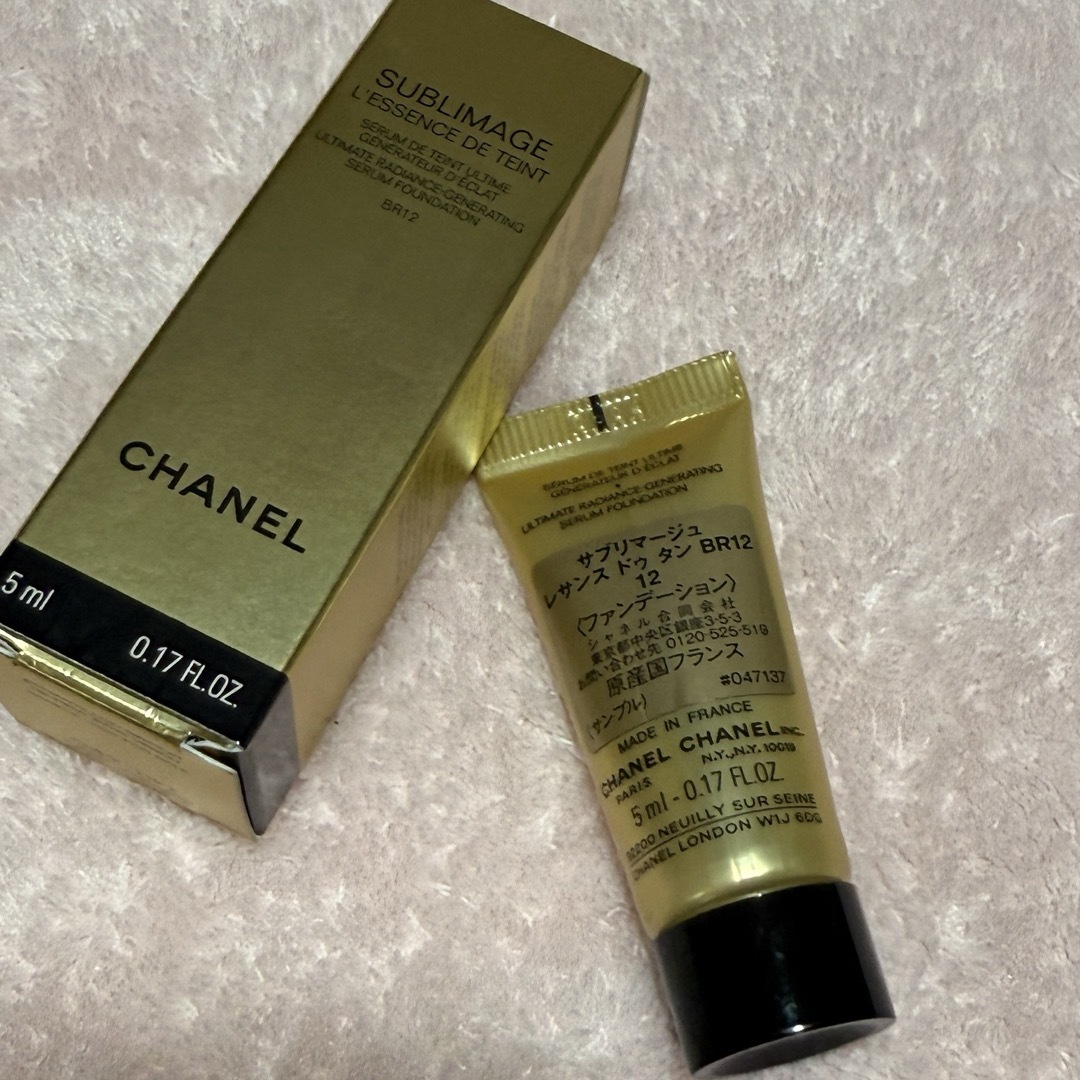 SUBLIMAGE
L'ESSENCE DE TEINT
SÉRUM DE TEINT ULTIME
GÉNÉRATEUR D'ÉCLAT
ULTIMATE RADIANCE-GENERATING
SERUM FOUNDATION
BR12
CHANEL
5 ml
0.17 FL.OZ.
SÉRUM DE TEINT ULTIME
GÉNÉRATEUR D'ÉCLAT
ULTIMATE RADIANCE-GENERATING
SERUM FOUNDATION
サブリマージュ
レサンス ドゥ タン BR12
12
〈ファンデーション〉
シャネル合同会社
東京都中央区銀座3-5-3
お問い合わせ先 0120-525-519
原産国フランス
(サンプル) #047137
MADE IN FRANCE
CHANEL CHANEL INC.
PARIS N.Y., N.Y. 10019
5 ml - 0.17 FL.OZ.
92200 NEUILLY SUR SEINE
CHANEL LONDON W1J